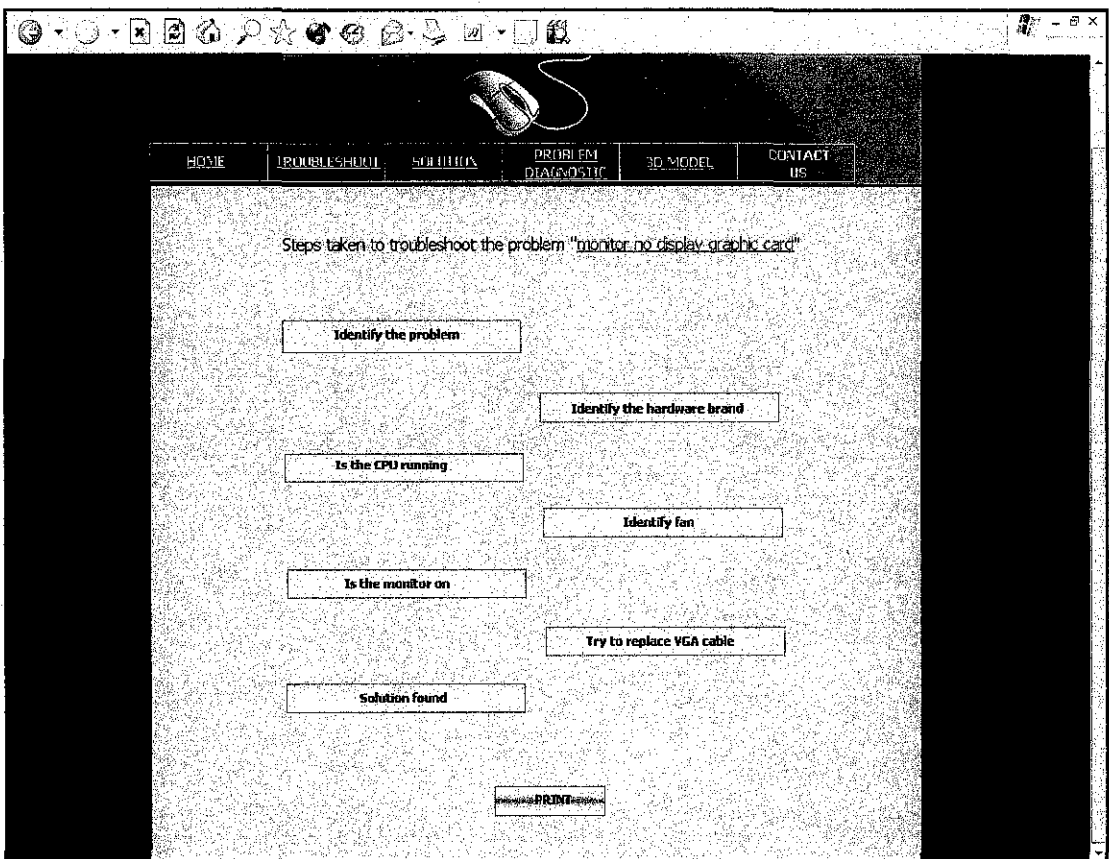 HOME TROUBLESHOOT SOLUTION PROBLEM DIAGNOSTIC 3D MODEL CONTACT US
Steps taken to troubleshoot the problem "monitor no display graphic card"
Identify the problem
Identify the hardware brand
Is the CPU running
Identify fan
Is the monitor on
Try to replace VGA cable
Solution found
PRINT